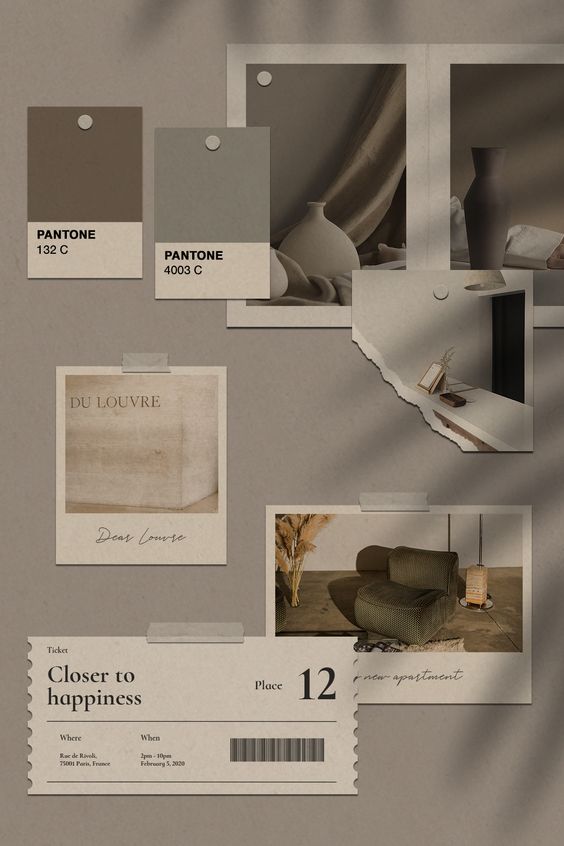 PANTONE
132 C
PANTONE
4003 C
DU LOUVRE
Dear Louvre
new apartment
Ticket
Closer to
happiness
Place 12
Where
When
Rue de Rivoli,
75001 Paris, France
2pm - 10pm
February 5, 2020